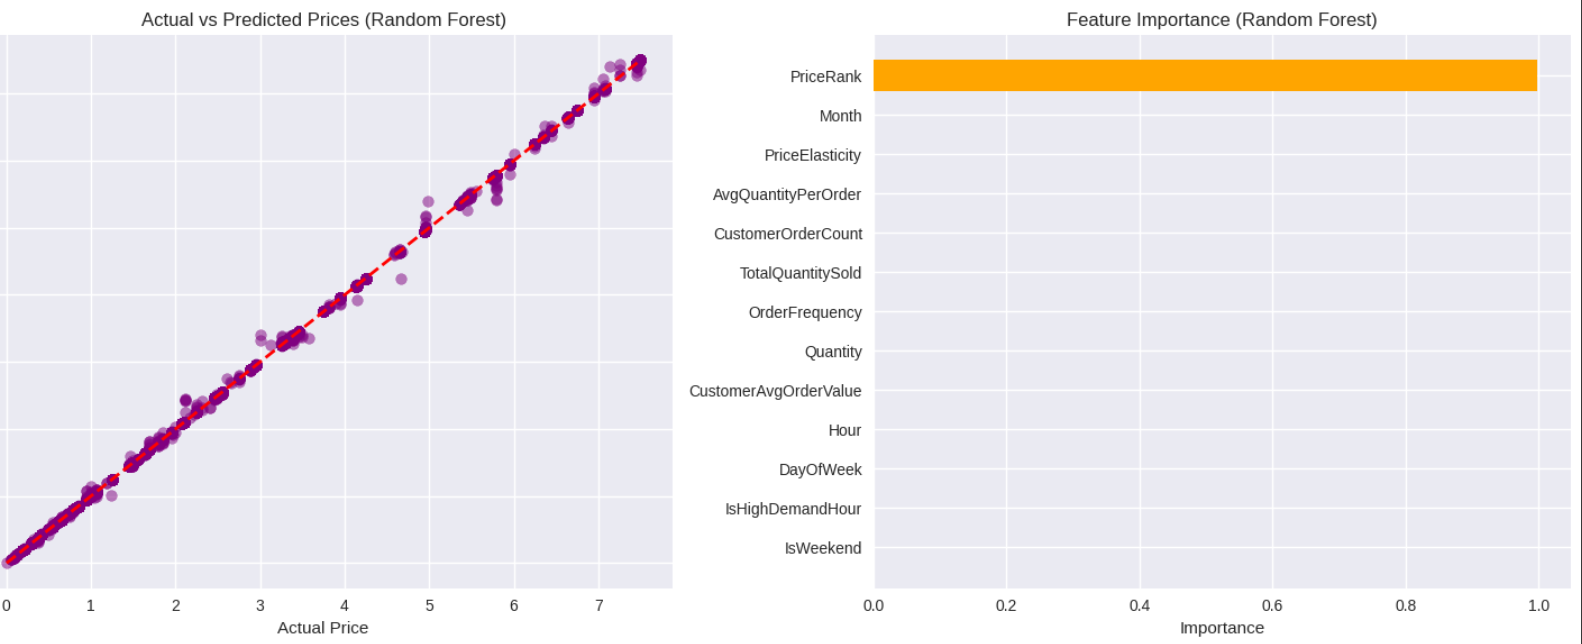 Actual vs Predicted Prices (Random Forest)
0 1 2 3 4 5 6 7
Actual Price
Feature Importance (Random Forest)
PriceRank
Month
PriceElasticity
AvgQuantityPerOrder
CustomerOrderCount
TotalQuantitySold
OrderFrequency
Quantity
CustomerAvgOrderValue
Hour
DayOfWeek
IsHighDemandHour
IsWeekend
0.0 0.2 0.4 0.6 0.8 1.0
Importance